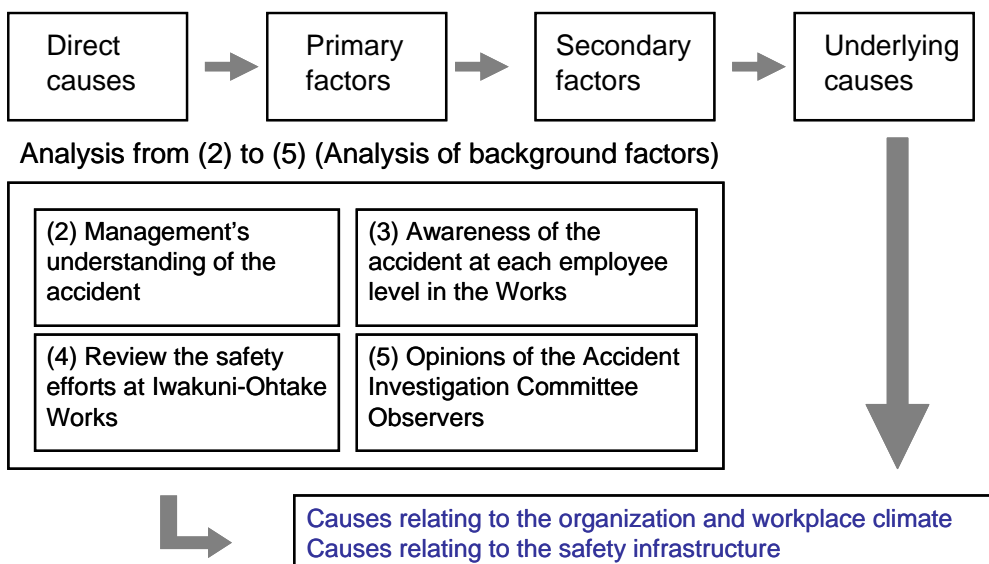 Direct
causes
Primary
factors
Secondary
factors
Underlying
causes
Analysis from (2) to (5) (Analysis of background factors)
(2) Management's
understanding of the
accident
(3) Awareness of the
accident at each employee
level in the Works
(4) Review the safety
efforts at Iwakuni-Ohtake
Works
(5) Opinions of the Accident
Investigation Committee
Observers
Causes relating to the organization and workplace climate
Causes relating to the safety infrastructure